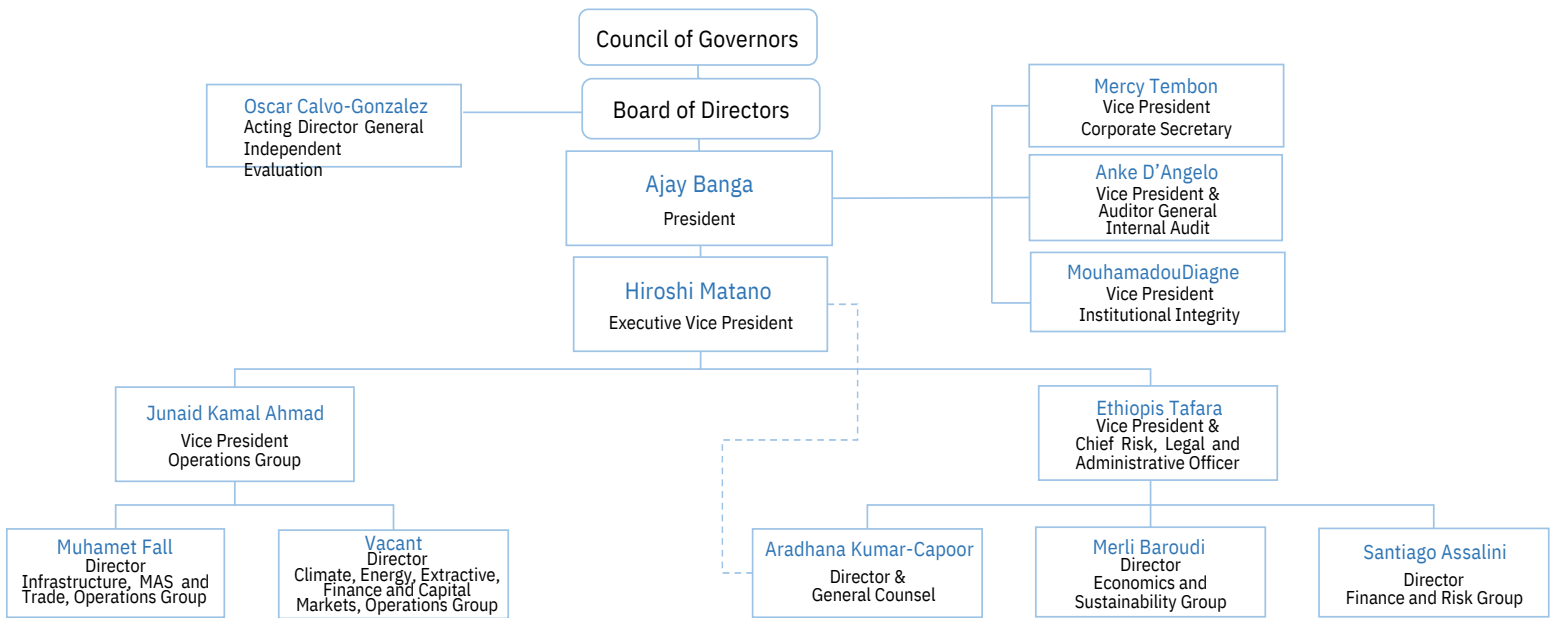 Council of Governors
Board of Directors
Oscar Calvo-Gonzalez
Acting Director General
Independent
Evaluation
Mercy Tembon
Vice President
Corporate Secretary
Ajay Banga
President
Anke D’Angelo
Vice President &
Auditor General
Internal Audit
Hiroshi Matano
Executive Vice President
MouhamadouDiagne
Vice President
Institutional Integrity
Junaid Kamal Ahmad
Vice President
Operations Group
Ethiopis Tafara
Vice President &
Chief Risk, Legal and
Administrative Officer
Muhamet Fall
Director
Infrastructure, MAS and
Trade, Operations Group
Vacant
Director
Climate, Energy, Extractive,
Finance and Capital
Markets, Operations Group
Aradhana Kumar-Capoor
Director &
General Counsel
Merli Baroudi
Director
Economics and
Sustainability Group
Santiago Assalini
Director
Finance and Risk Group